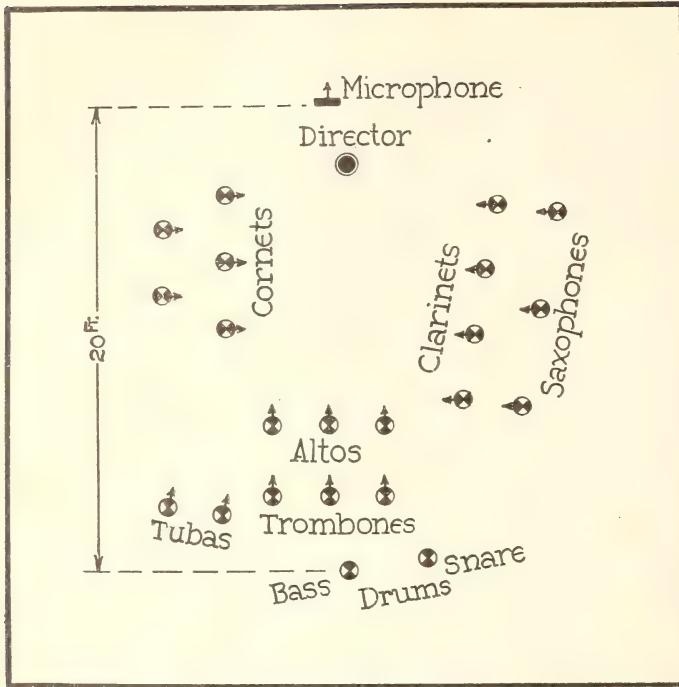 Microphone
Director
Cornets
Clarinets
Saxophones
20 Ft.
Altos
Tubas
Trombones
Bass Drums Snare